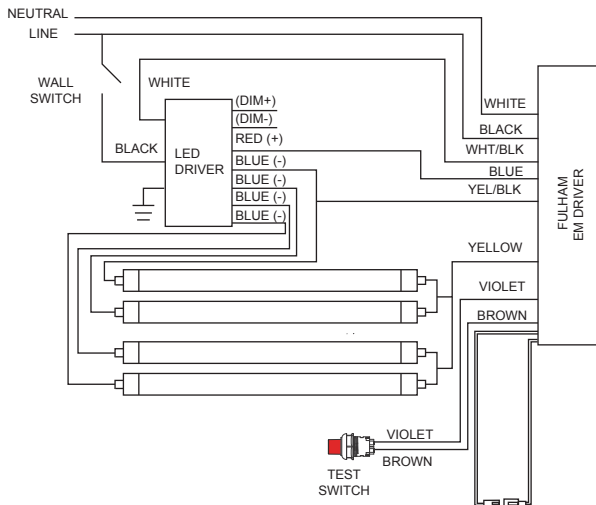 NEUTRAL
LINE
WALL
SWITCH
WHITE
BLACK
LED
DRIVER
(DIM+)
(DIM-)
RED (+)
BLUE (-)
BLUE (-)
BLUE (-)
BLUE (-)
WHITE
BLACK
WHT/BLK
BLUE
YEL/BLK
YELLOW
VIOLET
BROWN
FULHAM
EM DRIVER
VIOLET
BROWN
TEST
SWITCH